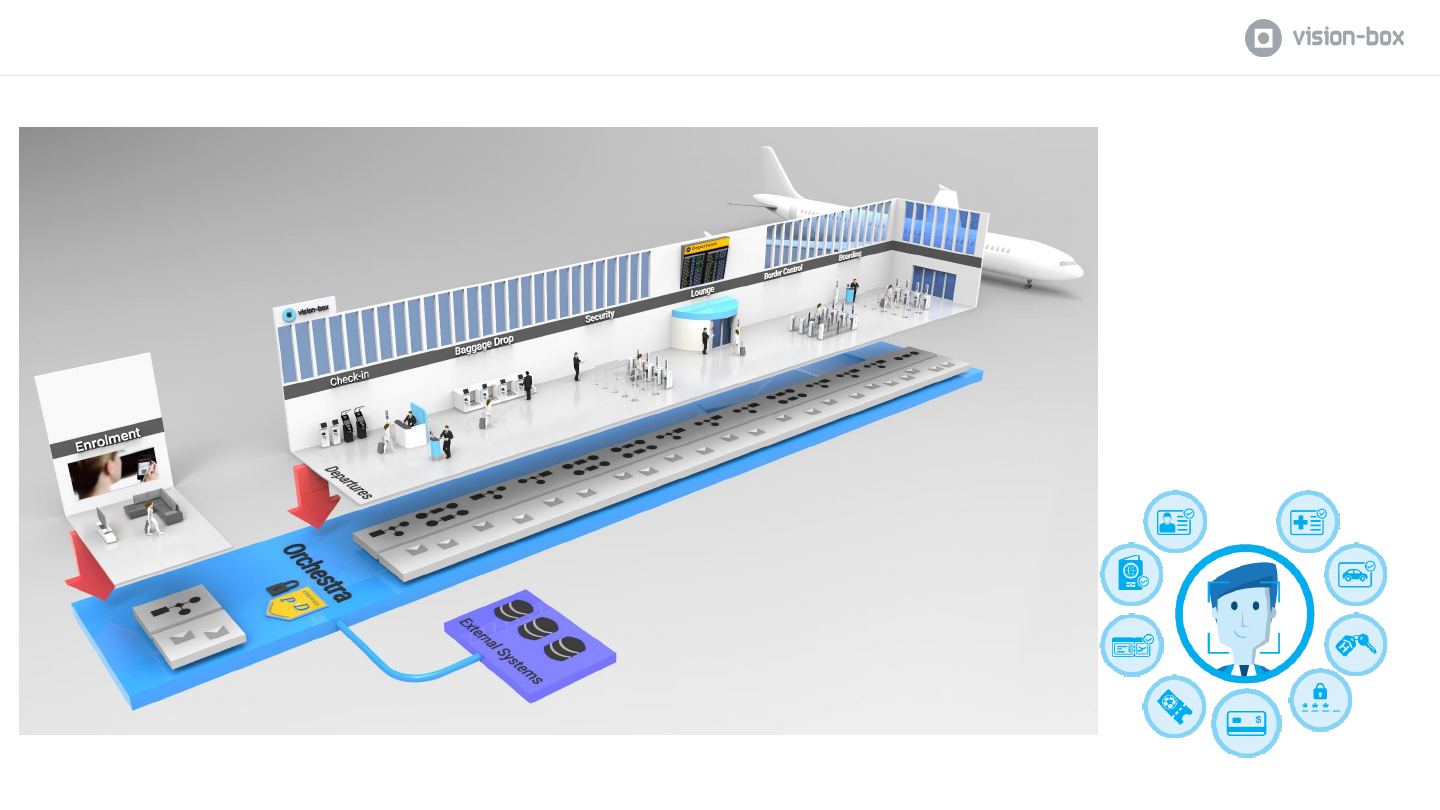 vision-box
Departures
vision-box
Enrolment
Check-in
Baggage Drop
Security
Lounge
Border Control
Boarding
Departures
Orchestra
P D
External Systems
$
* * *